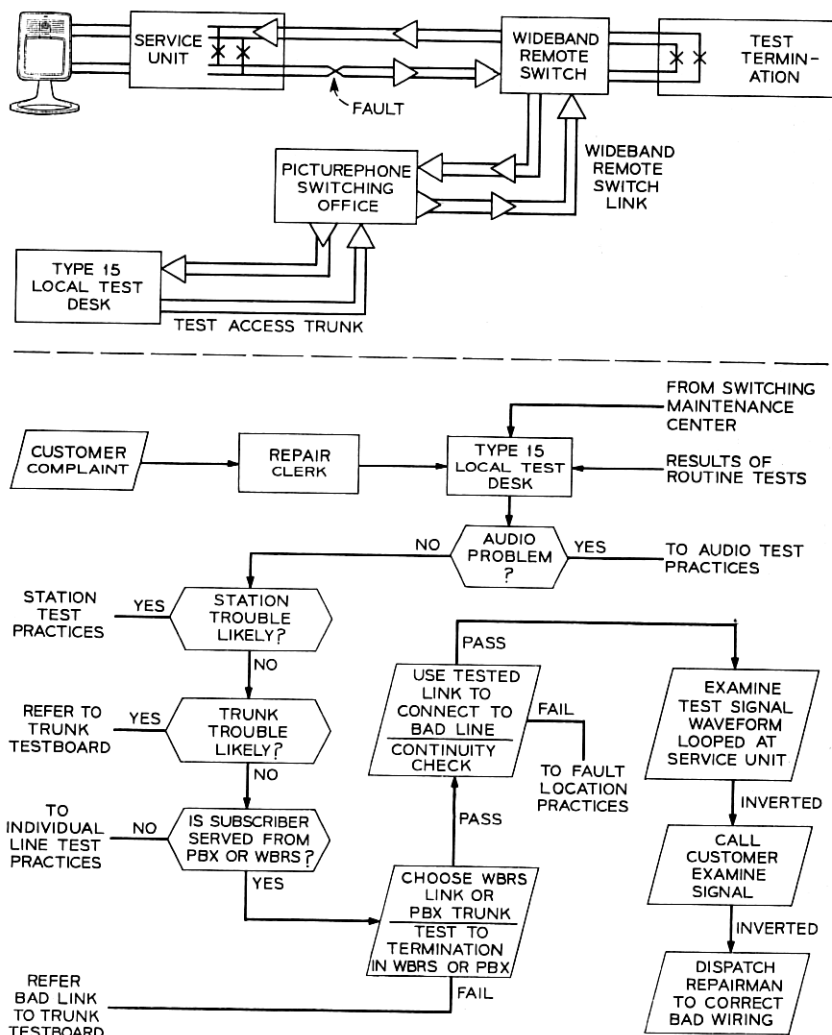 SERVICE
UNIT
WIDEBAND
REMOTE
SWITCH
TEST
TERMIN-
ATION
FAULT
PICTUREPHONE
SWITCHING
OFFICE
WIDEBAND
REMOTE
SWITCH
LINK
TYPE 15
LOCAL TEST
DESK
TEST ACCESS TRUNK
FROM SWITCHING
MAINTENANCE
CENTER
CUSTOMER
COMPLAINT
REPAIR
CLERK
TYPE 15
LOCAL TEST
DESK
RESULTS OF
ROUTINE TESTS
NO
AUDIO
PROBLEM
?
YES
TO AUDIO TEST
PRACTICES
STATION
TEST
PRACTICES
YES
STATION
TROUBLE
LIKELY?
NO
REFER TO
TRUNK
TESTBOARD
YES
TRUNK
TROUBLE
LIKELY?
NO
TO
INDIVIDUAL
LINE TEST
PRACTICES
NO
IS SUBSCRIBER
SERVED FROM
PBX OR WBRS?
YES
CHOOSE WBRS
LINK OR
PBX TRUNK
TEST TO
TERMINATION
IN WBRS OR PBX
FAIL
REFER
BAD LINK
TO TRUNK
TESTBOARD
PASS
USE TESTED
LINK TO
CONNECT TO
BAD LINE
CONTINUITY
CHECK
FAIL
TO FAULT
LOCATION
PRACTICES
PASS
EXAMINE
TEST SIGNAL
WAVEFORM
LOOPED AT
SERVICE UNIT
INVERTED
CALL
CUSTOMER
EXAMINE
SIGNAL
INVERTED
DISPATCH
REPAIRMAN
TO CORRECT
BAD WIRING